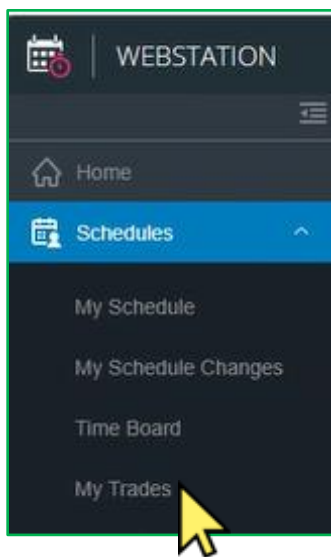 WEBSTATION
Home
Schedules
My Schedule
My Schedule Changes
Time Board
My Trades